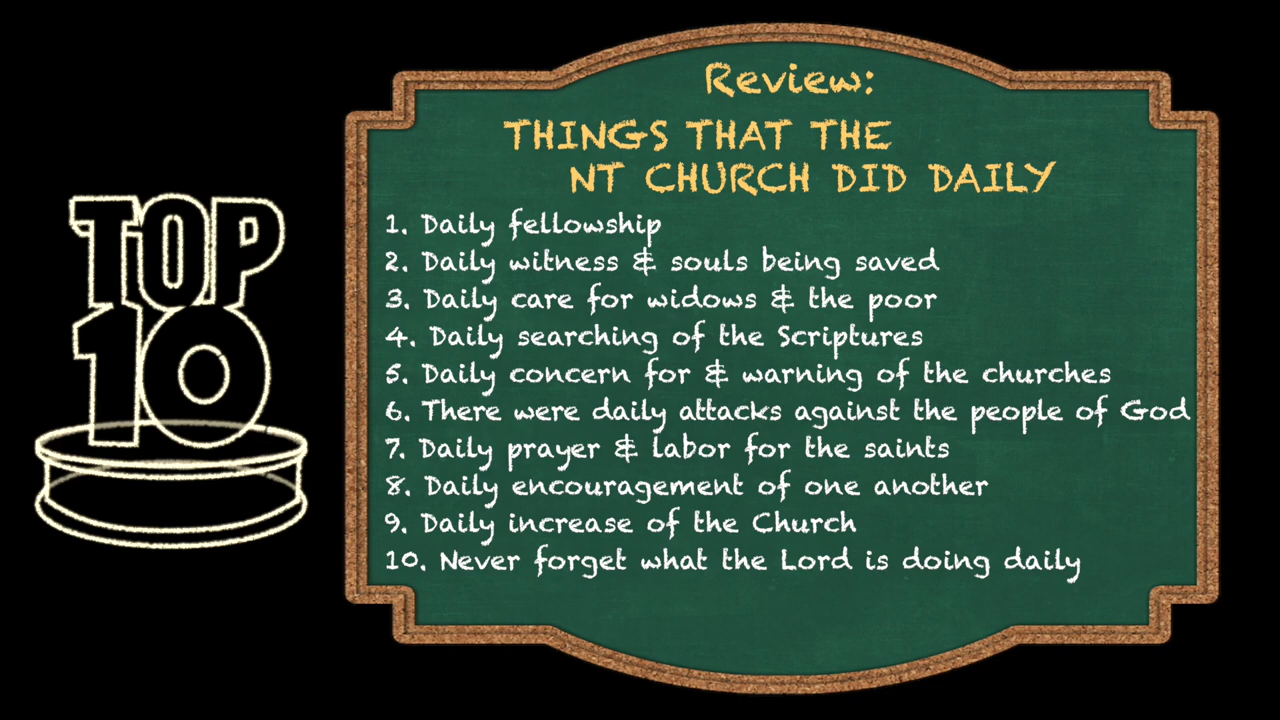 TOP
10
Review:
THINGS THAT THE
NT CHURCH DID DAILY
1. Daily fellowship
2. Daily witness & souls being saved
3. Daily care for widows & the poor
4. Daily searching of the Scriptures
5. Daily concern for & warning of the churches
6. There were daily attacks against the people of God
7. Daily prayer & labor for the saints
8. Daily encouragement of one another
9. Daily increase of the Church
10. Never forget what the Lord is doing daily